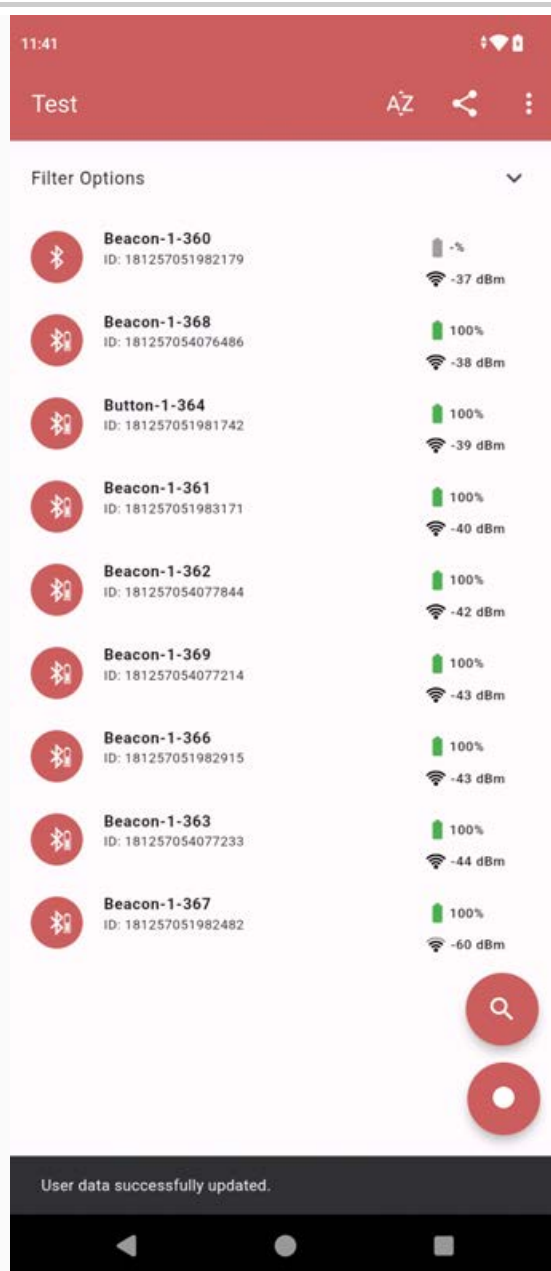 11:41
Test
AZ
Filter Options
Beacon-1-360
ID: 181257051982179
-%
-37 dBm
Beacon-1-368
ID: 181257054076486
100%
-38 dBm
Button-1-364
ID: 181257051981742
100%
-39 dBm
Beacon-1-361
ID: 181257051983171
100%
-40 dBm
Beacon-1-362
ID: 181257054077844
100%
-42 dBm
Beacon-1-369
ID: 181257054077214
100%
-43 dBm
Beacon-1-366
ID: 181257051982915
100%
-43 dBm
Beacon-1-363
ID: 181257054077233
100%
-44 dBm
Beacon-1-367
ID: 181257051982482
100%
-60 dBm
User data successfully updated.